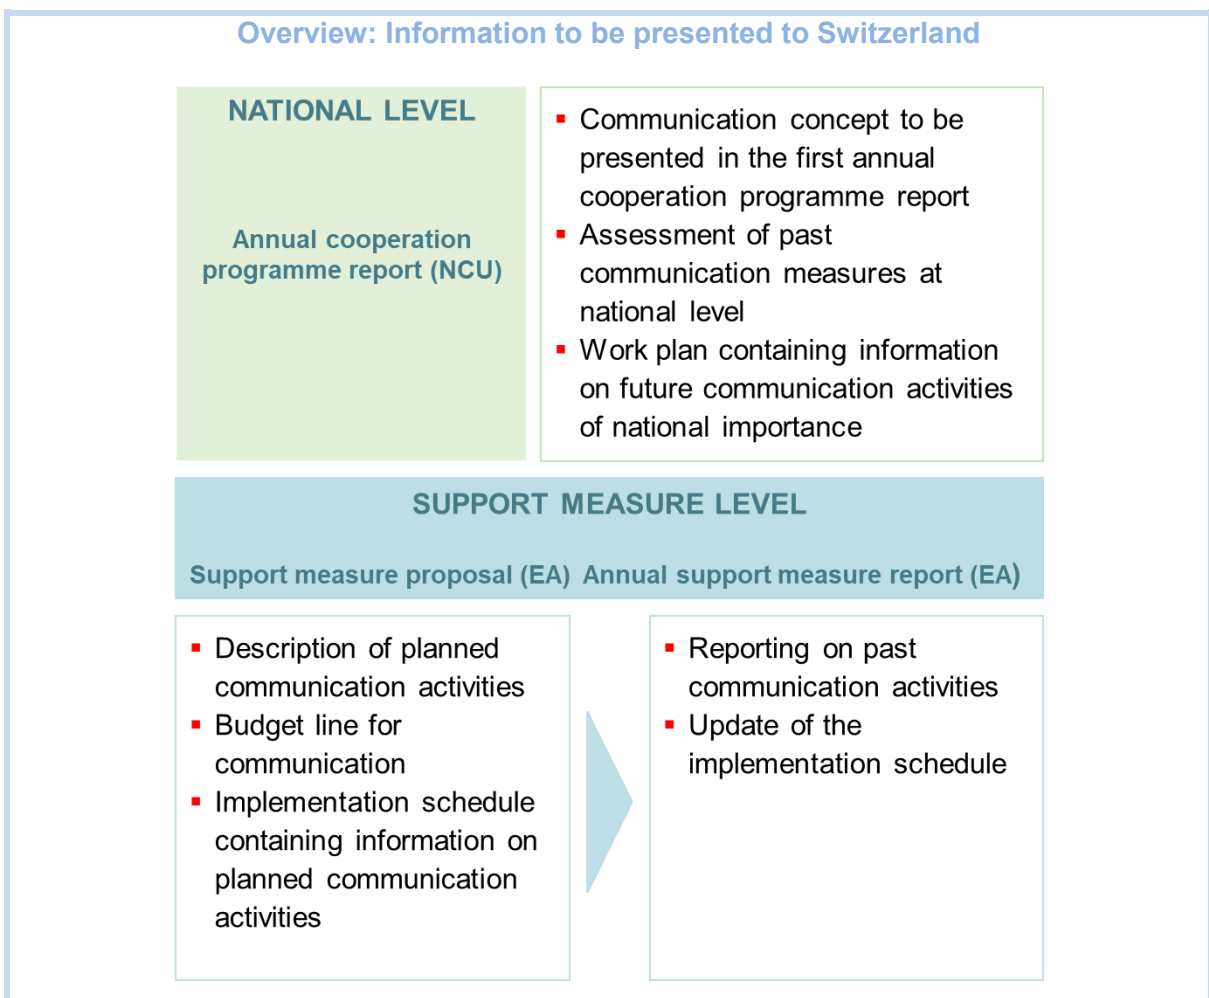 Overview: Information to be presented to Switzerland
NATIONAL LEVEL
Annual cooperation
programme report (NCU)
▪ Communication concept to be
presented in the first annual
cooperation programme report
▪ Assessment of past
communication measures at
national level
▪ Work plan containing information
on future communication activities
of national importance
SUPPORT MEASURE LEVEL
Support measure proposal (EA) Annual support measure report (EA)
▪ Description of planned
communication activities
▪ Budget line for
communication
▪ Implementation schedule
containing information on
planned communication
activities
▪ Reporting on past
communication activities
▪ Update of the
implementation schedule